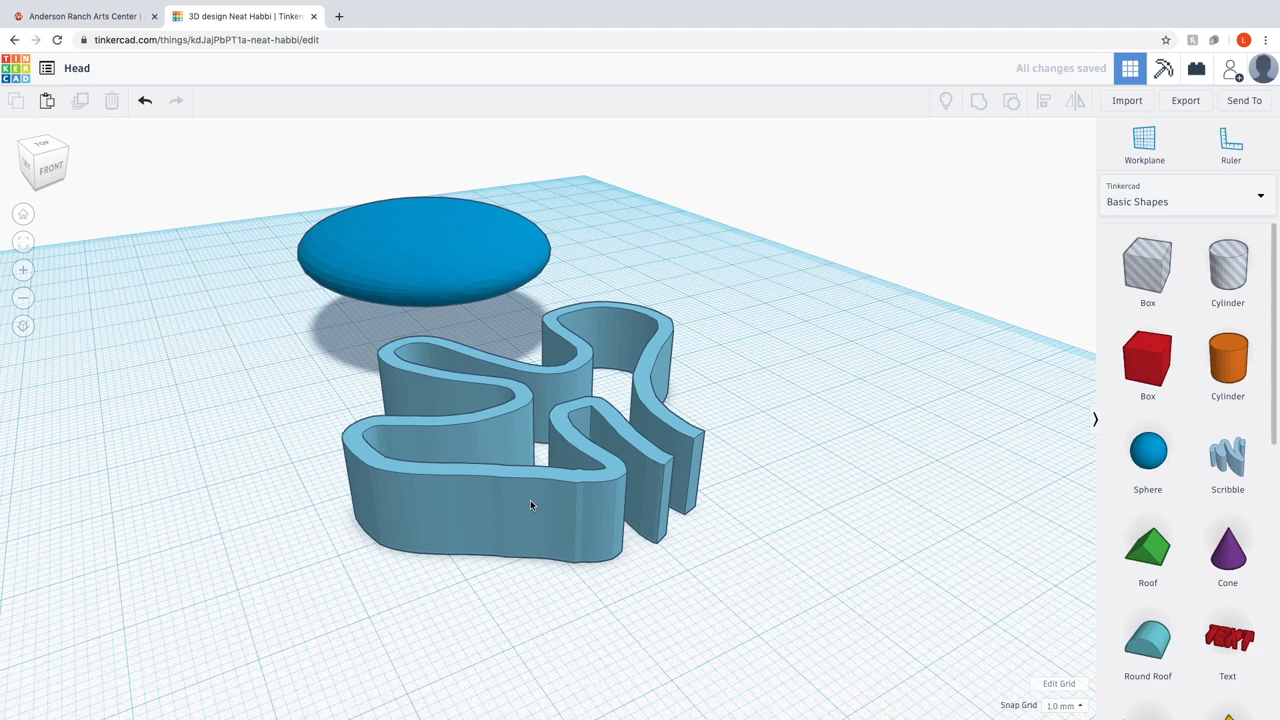 Anderson Ranch Arts Center |
3D design Neat Habbi | Tinker
tinkercad.com/things/kdJajPbPT1a-neat-habbi/edit
L
TIN
KER
CAD
Head
All changes saved
Import
Export
Send To
TOP
FRONT
Workplane
Ruler
Tinkercad
Basic Shapes
Box
Cylinder
Box
Cylinder
Sphere
Scribble
Roof
Cone
TEXT
Round Roof
Text
Edit Grid
Snap Grid
1.0 mm